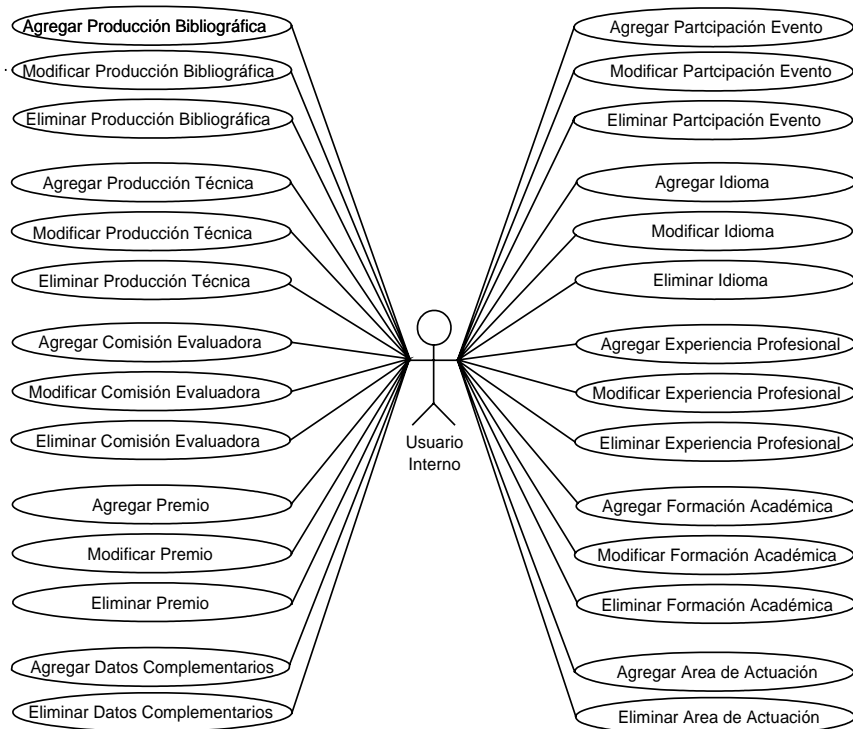 Agregar Producción Bibliográfica
Modificar Producción Bibliográfica
Eliminar Producción Bibliográfica
Agregar Producción Técnica
Modificar Producción Técnica
Eliminar Producción Técnica
Agregar Comisión Evaluadora
Modificar Comisión Evaluadora
Eliminar Comisión Evaluadora
Agregar Premio
Modificar Premio
Eliminar Premio
Agregar Datos Complementarios
Eliminar Datos Complementarios
Usuario
Interno
Agregar Partcipación Evento
Modificar Partcipación Evento
Eliminar Partcipación Evento
Agregar Idioma
Modificar Idioma
Eliminar Idioma
Agregar Experiencia Profesional
Modificar Experiencia Profesional
Eliminar Experiencia Profesional
Agregar Formación Académica
Modificar Formación Académica
Eliminar Formación Académica
Agregar Area de Actuación
Eliminar Area de Actuación